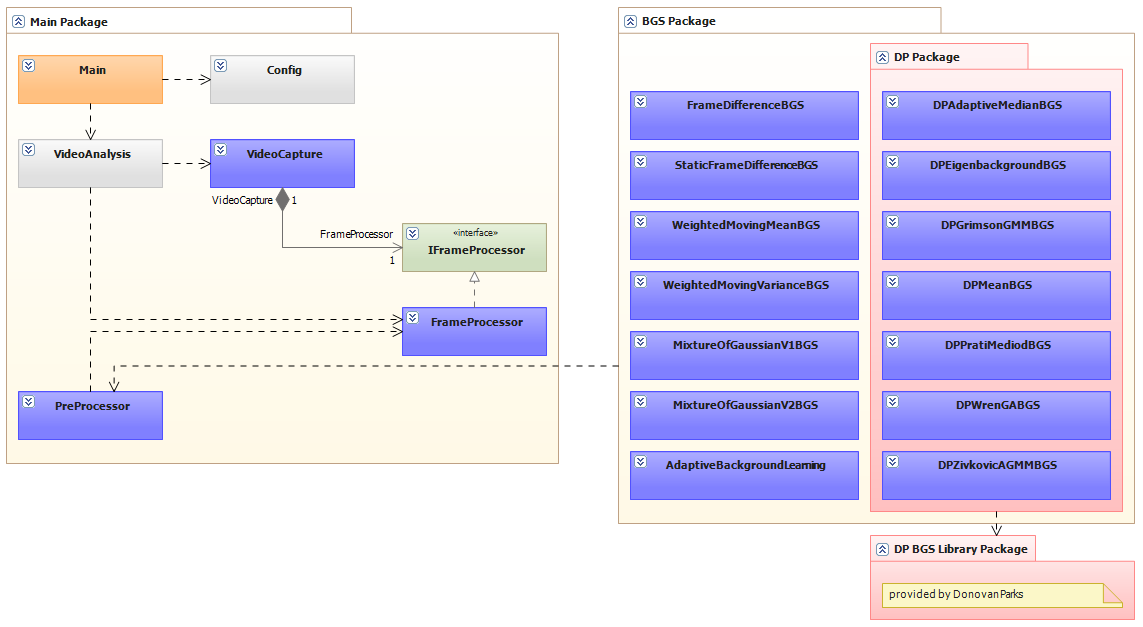 Main Package
Main
Config
VideoAnalysis
VideoCapture
VideoCapture
1
FrameProcessor
1
«interface»
IFrameProcessor
FrameProcessor
PreProcessor
BGS Package
FrameDifferenceBGS
StaticFrameDifferenceBGS
WeightedMovingMeanBGS
WeightedMovingVarianceBGS
MixtureOfGaussianV1BGS
MixtureOfGaussianV2BGS
AdaptiveBackgroundLearning
DP Package
DPAdaptiveMedianBGS
DPEigenbackgroundBGS
DPGrimsonGMMBGS
DPMeanBGS
DPPratiMediodBGS
DPWrenGABGS
DPZivkovicAGMMBGS
DP BGS Library Package
provided by Donovan Parks